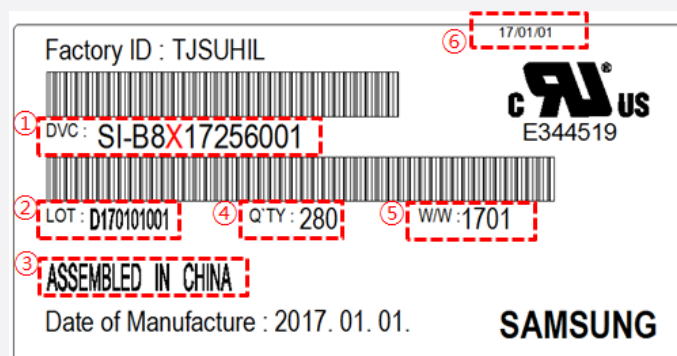 ⑥ 17/01/01
Factory ID : TJSUHIL
c RU ® US
E344519
① DVC : SI-B8X17256001
② LOT : D170101001 ④ Q`TY : 280 ⑤ W/W :1701
③ ASSEMBLED IN CHINA
Date of Manufacture : 2017. 01. 01.
SAMSUNG